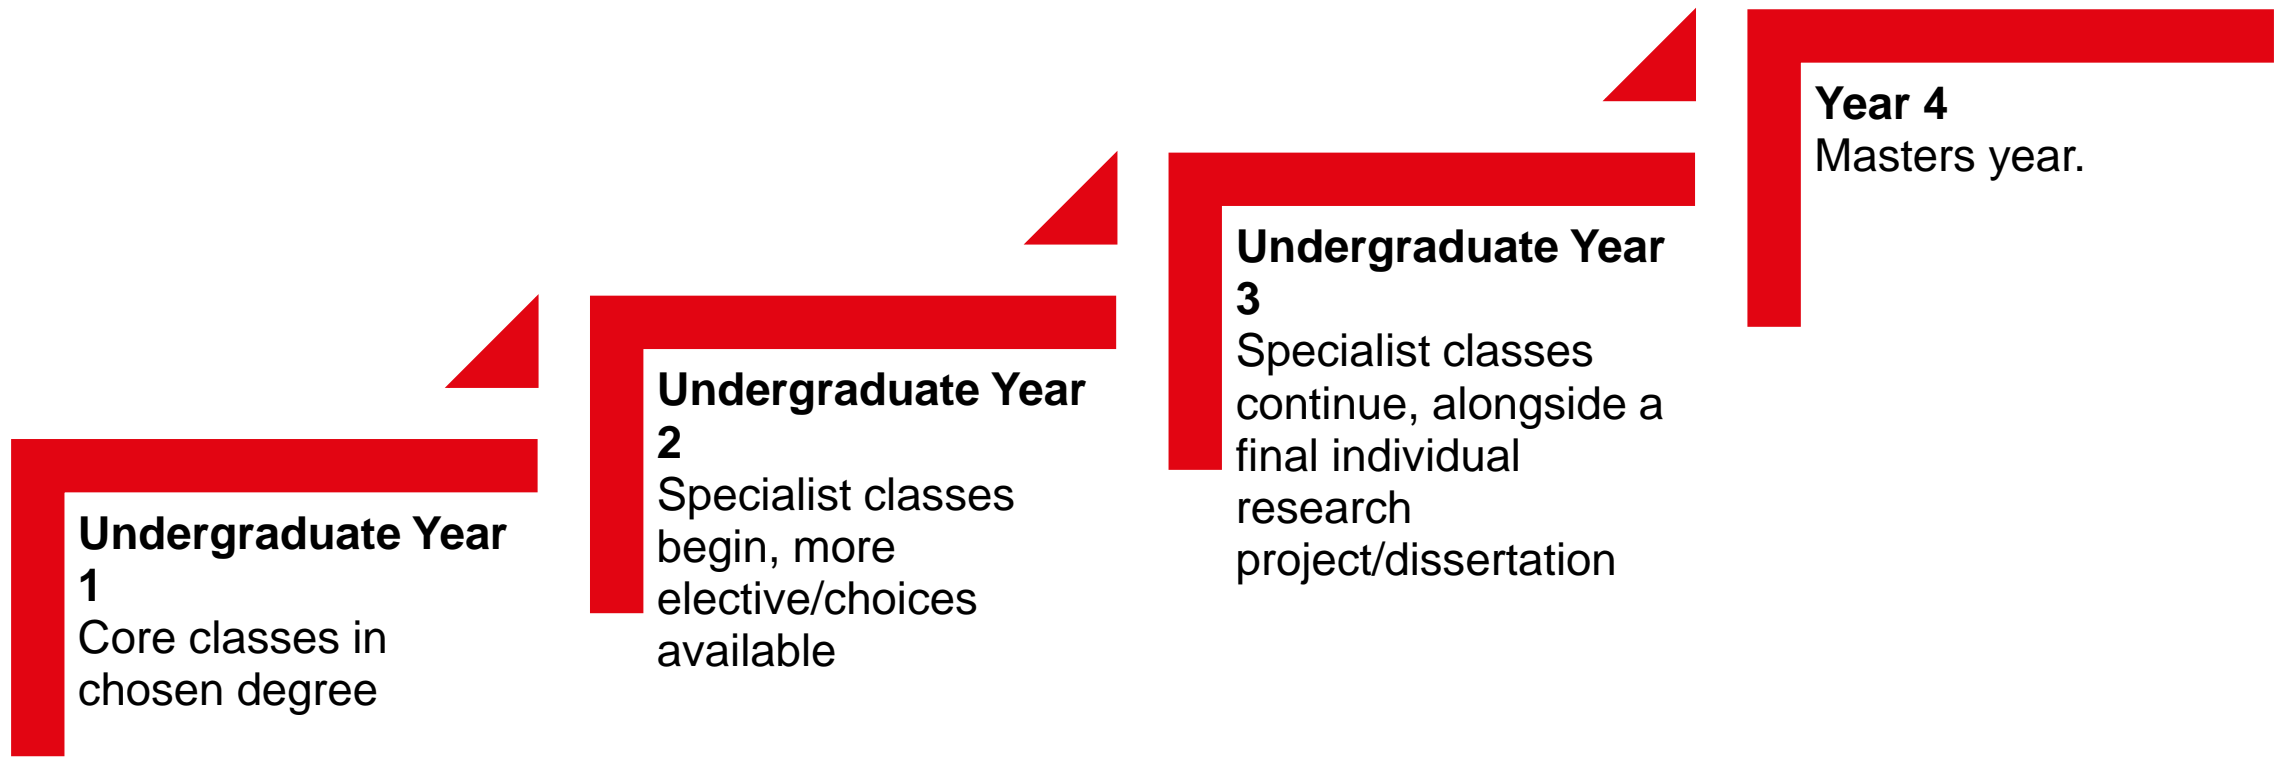 Undergraduate Year
1
Core classes in
chosen degree
Undergraduate Year
2
Specialist classes
begin, more
elective/choices
available
Undergraduate Year
3
Specialist classes
continue, alongside a
final individual
research
project/dissertation
Year 4
Masters year.